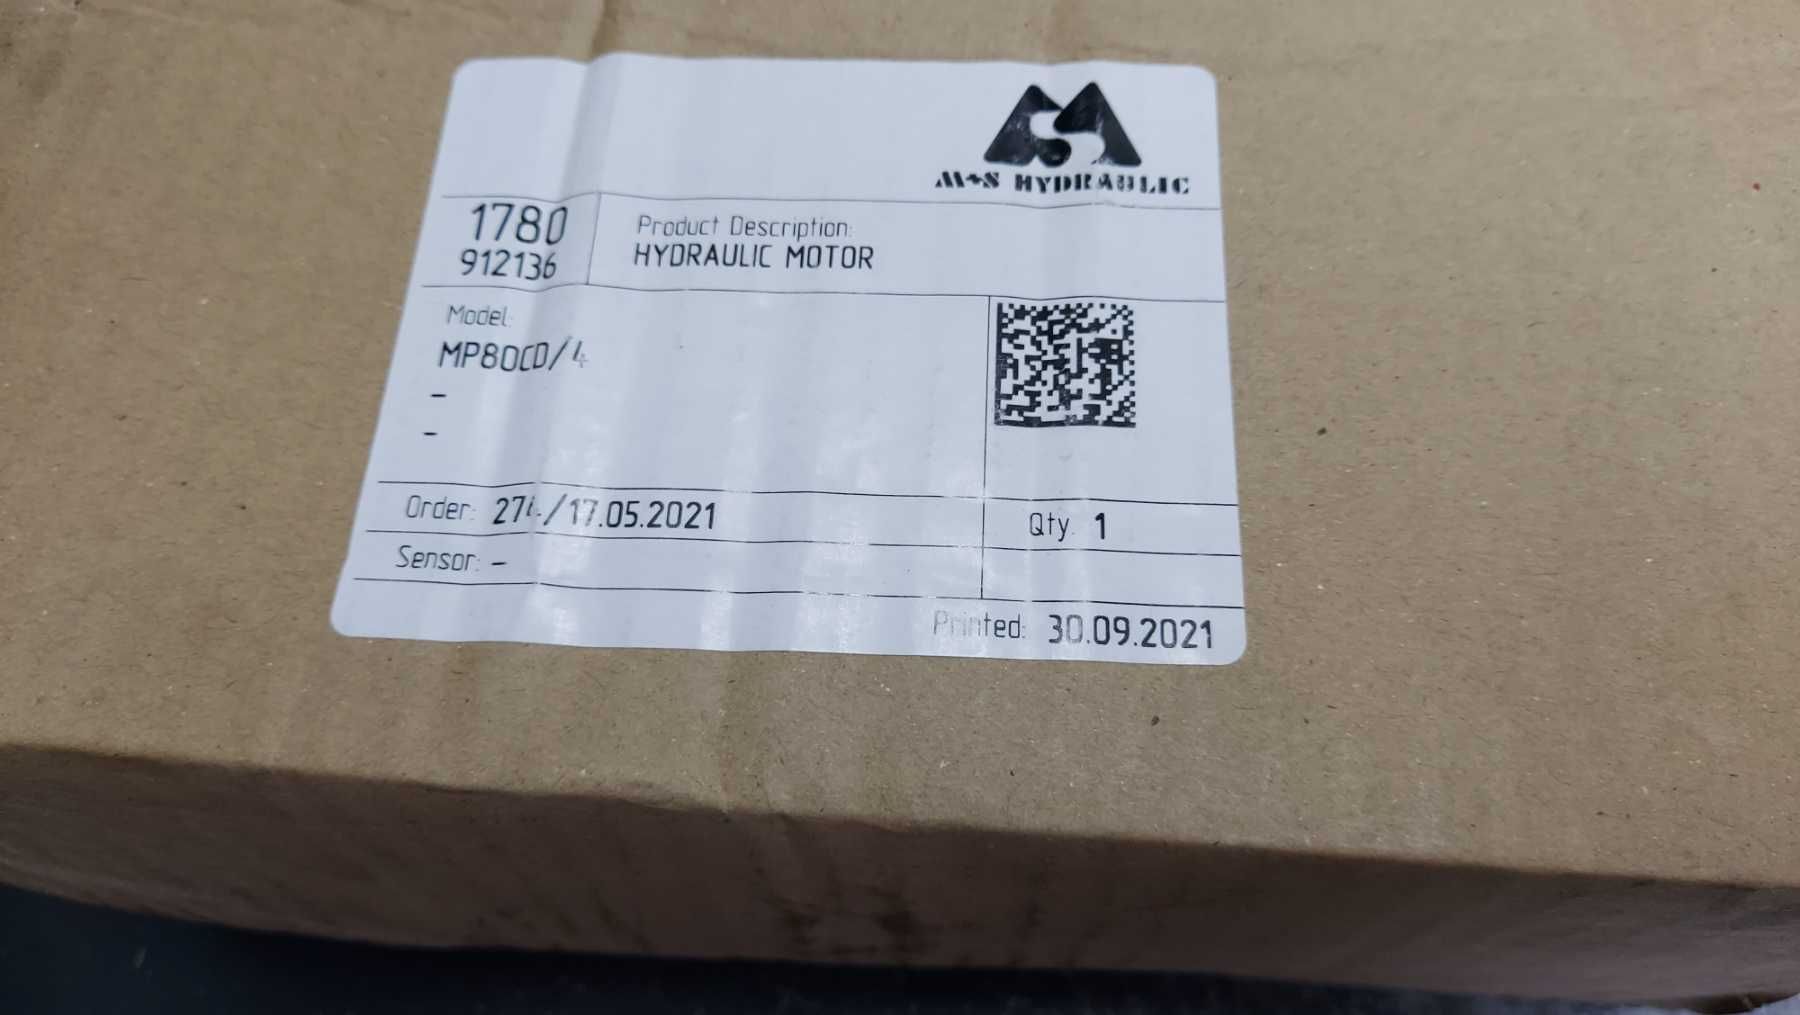 M+S HYDRAULIC
1780
912136
Product Description:
HYDRAULIC MOTOR
Model:
MP80CD/4
-
-
Order: 274/17.05.2021
Qty. 1
Sensor: -
Printed: 30.09.2021